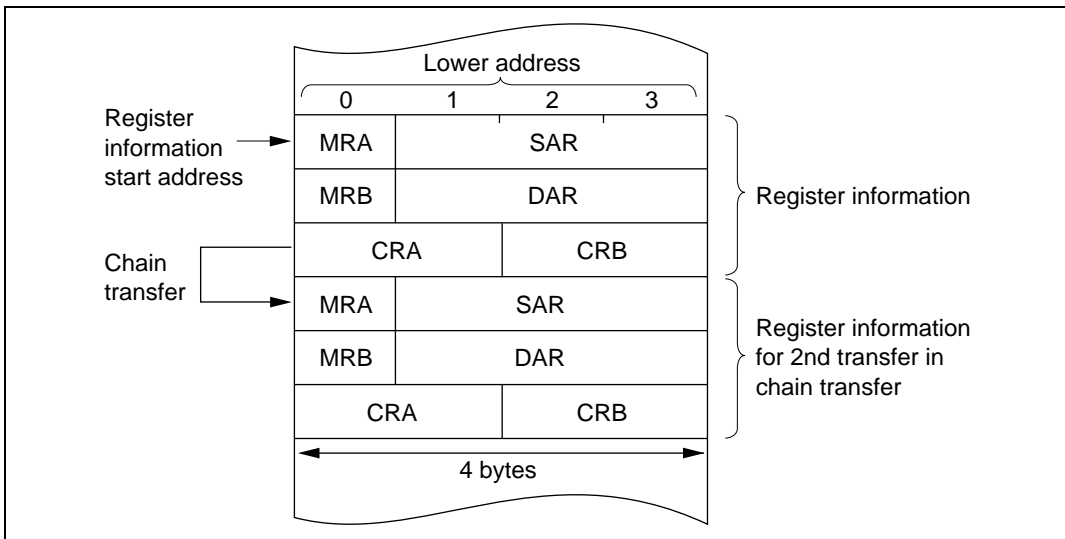 Lower address
0 1 2 3
Register
information
start address
MRA SAR
MRB DAR
Register information
CRA CRB
Chain
transfer
MRA SAR
MRB DAR
Register information
for 2nd transfer in
chain transfer
CRA CRB
4 bytes